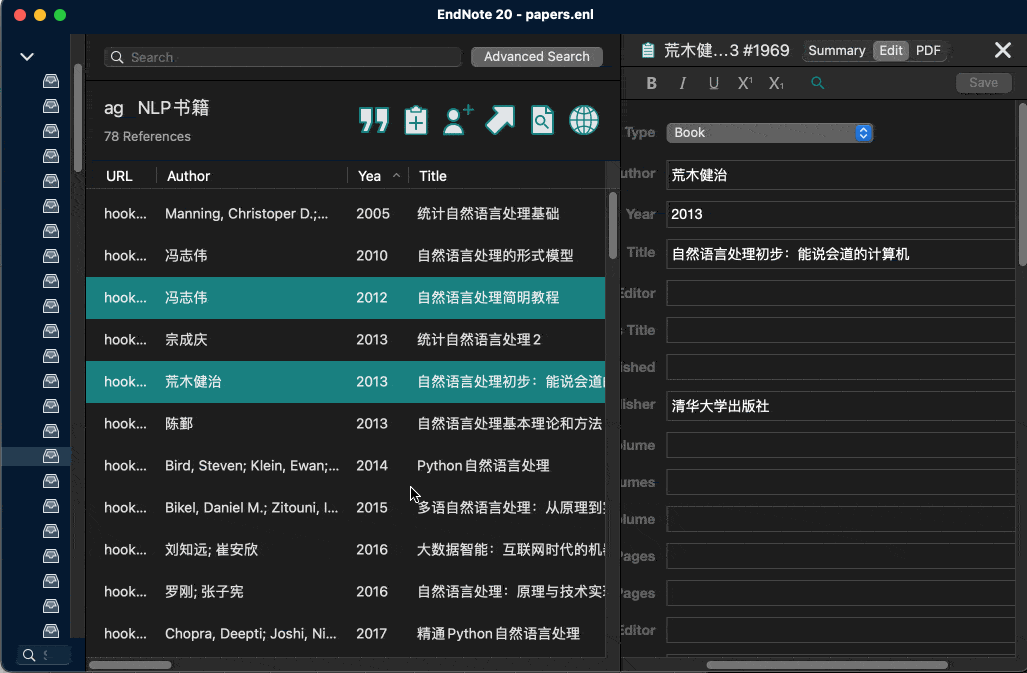 EndNote 20 - papers.enl
Search
Advanced Search
ag NLP书籍
78 References
URL Author Yea Title
hook... Manning, Christoper D.;... 2005 统计自然语言处理基础
hook... 冯志伟 2010 自然语言处理的形式模型
hook... 冯志伟 2012 自然语言处理简明教程
hook... 宗成庆 2013 统计自然语言处理2
hook... 荒木健治 2013 自然语言处理初步：能说会道的
hook... 陈鄞 2013 自然语言处理基本理论和方法
hook... Bird, Steven; Klein, Ewan;... 2014 Python自然语言处理
hook... Bikel, Daniel M.; Zitouni, I... 2015 多语自然语言处理：从原理到
hook... 刘知远; 崔安欣 2016 大数据智能：互联网时代的机
hook... 罗刚; 张子宪 2016 自然语言处理：原理与技术实
hook... Chopra, Deepti; Joshi, Ni... 2017 精通Python自然语言处理
荒木健...3 #1969 Summary Edit PDF
B I U X¹ X₁ Save
Type Book
uthor 荒木健治
Year 2013
Title 自然语言处理初步：能说会道的计算机
Editor
s Title
ished
lisher 清华大学出版社
olume
umes
lume
Pages
Pages
Editor